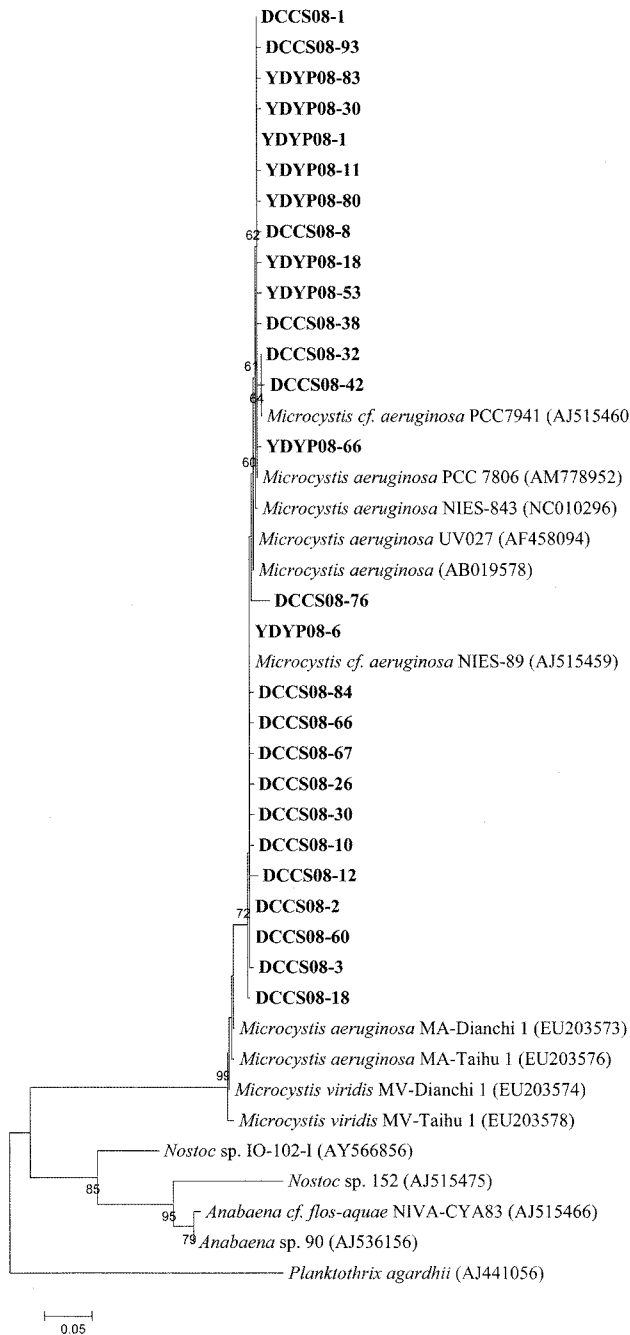 DCCS08-1
DCCS08-93
YDYP08-83
YDYP08-30
YDYP08-1
YDYP08-11
YDYP08-80
DCCS08-8
62
YDYP08-18
YDYP08-53
DCCS08-38
DCCS08-32
61
DCCS08-42
64
Microcystis cf. aeruginosa PCC7941 (AJ515460
YDYP08-66
60
Microcystis aeruginosa PCC 7806 (AM778952)
Microcystis aeruginosa NIES-843 (NC010296)
Microcystis aeruginosa UV027 (AF458094)
Microcystis aeruginosa (AB019578)
DCCS08-76
YDYP08-6
Microcystis cf. aeruginosa NIES-89 (AJ515459)
DCCS08-84
DCCS08-66
DCCS08-67
DCCS08-26
DCCS08-30
DCCS08-10
DCCS08-12
DCCS08-2
72
DCCS08-60
DCCS08-3
DCCS08-18
Microcystis aeruginosa MA-Dianchi 1 (EU203573)
Microcystis aeruginosa MA-Taihu 1 (EU203576)
99
Microcystis viridis MV-Dianchi 1 (EU203574)
Microcystis viridis MV-Taihu 1 (EU203578)
Nostoc sp. IO-102-I (AY566856)
85
Nostoc sp. 152 (AJ515475)
95
Anabaena cf. flos-aquae NIVA-CYA83 (AJ515466)
79
Anabaena sp. 90 (AJ536156)
Planktothrix agardhii (AJ441056)
0.05